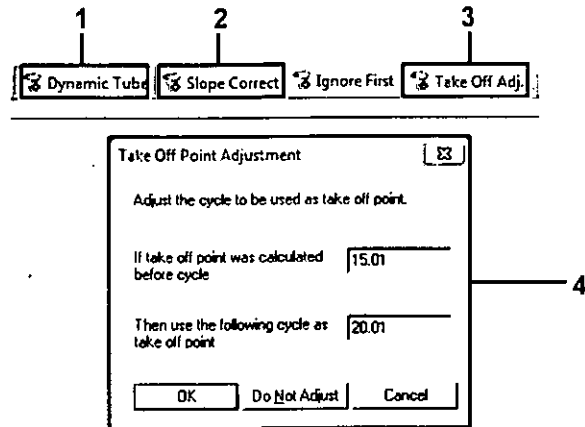 1 2 3
Dynamic Tube Slope Correct Ignore First Take Off Adj.
Take Off Point Adjustment
Adjust the cycle to be used as take off point.
If take off point was calculated
before cycle
15.01
4
Then use the following cycle as
take off point
20.01
OK Do Not Adjust Cancel